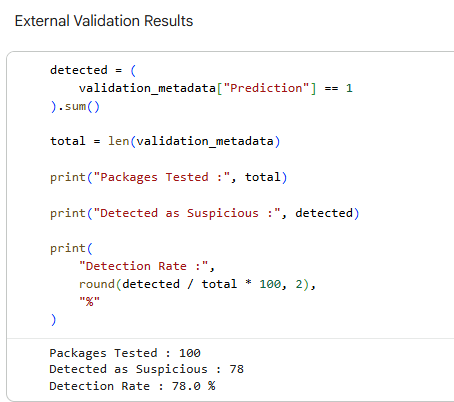 External Validation Results
detected = (
    validation_metadata["Prediction"] == 1
).sum()
total = len(validation_metadata)
print("Packages Tested :", total)
print("Detected as Suspicious :", detected)
print(
    "Detection Rate :",
    round(detected / total * 100, 2),
    "%"
)
Packages Tested : 100
Detected as Suspicious : 78
Detection Rate : 78.0 %